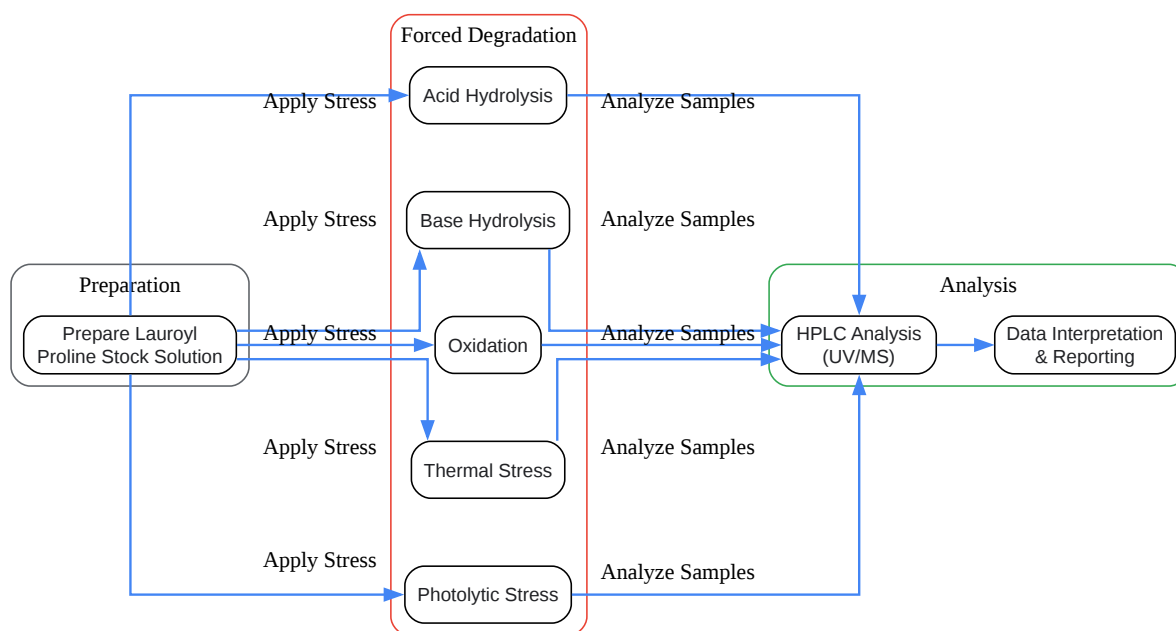 Forced Degradation
Apply Stress
Acid Hydrolysis
Analyze Samples
Apply Stress
Base Hydrolysis
Analyze Samples
Preparation
Prepare Lauroyl
Proline Stock Solution
Apply Stress
Oxidation
Analyze Samples
Analysis
HPLC Analysis
(UV/MS)
Data Interpretation
& Reporting
Apply Stress
Thermal Stress
Analyze Samples
Apply Stress
Photolytic Stress
Analyze Samples